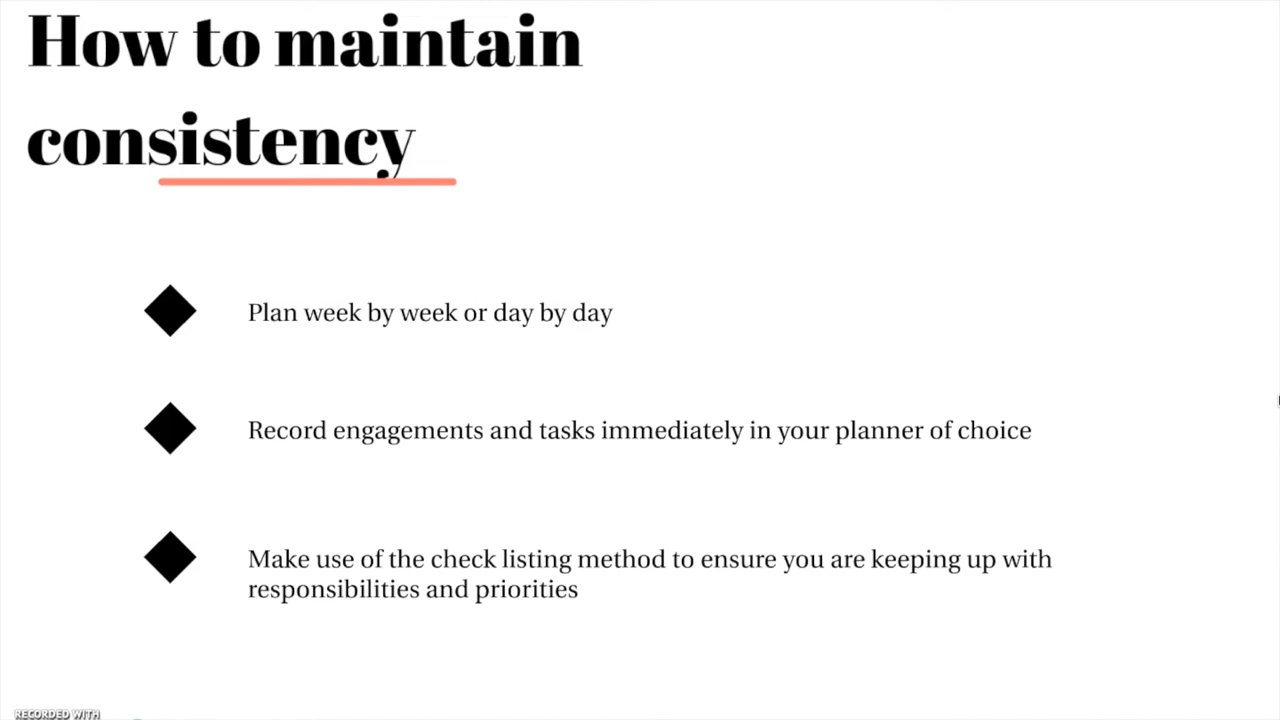 How to maintain
consistency
Plan week by week or day by day
Record engagements and tasks immediately in your planner of choice
Make use of the check listing method to ensure you are keeping up with
responsibilities and priorities
RECORDED WITH